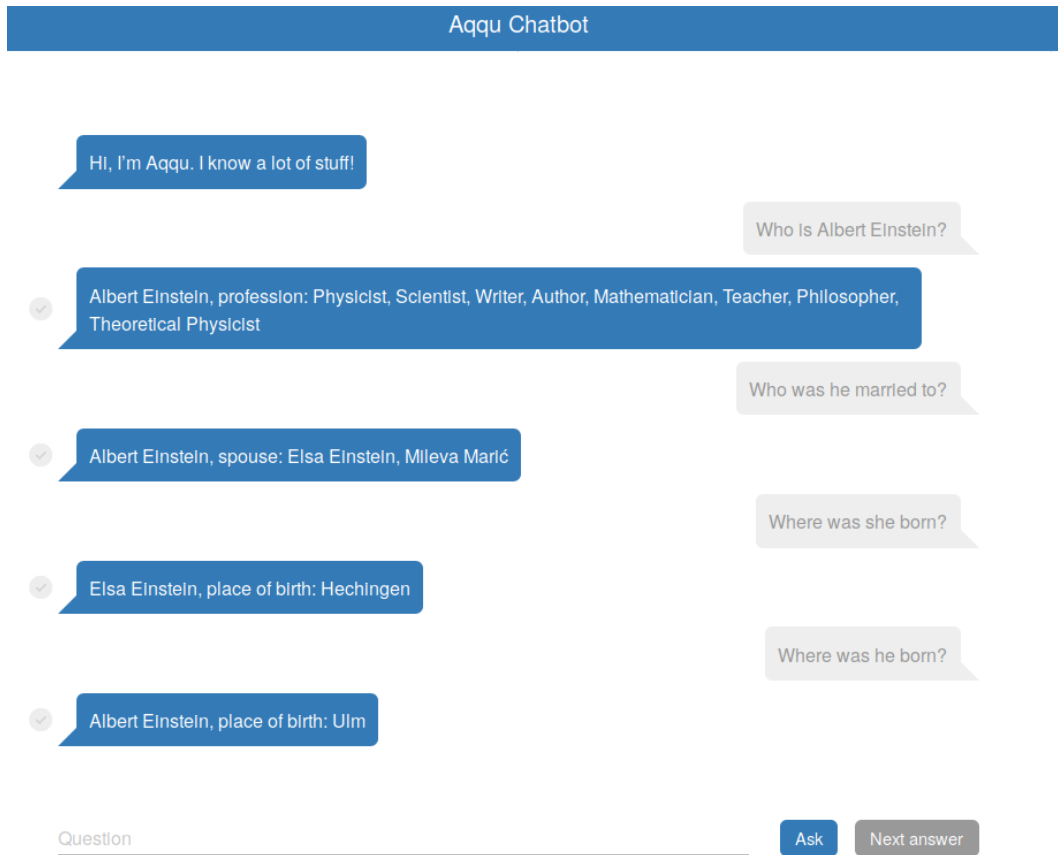 Aqqu Chatbot
Hi, I'm Aqqu. I know a lot of stuff!
Who is Albert Einstein?
Albert Einstein, profession: Physicist, Scientist, Writer, Author, Mathematician, Teacher, Philosopher,
Theoretical Physicist
Who was he married to?
Albert Einstein, spouse: Elsa Einstein, Mileva Marić
Where was she born?
Elsa Einstein, place of birth: Hechingen
Where was he born?
Albert Einstein, place of birth: Ulm
Question
Ask
Next answer